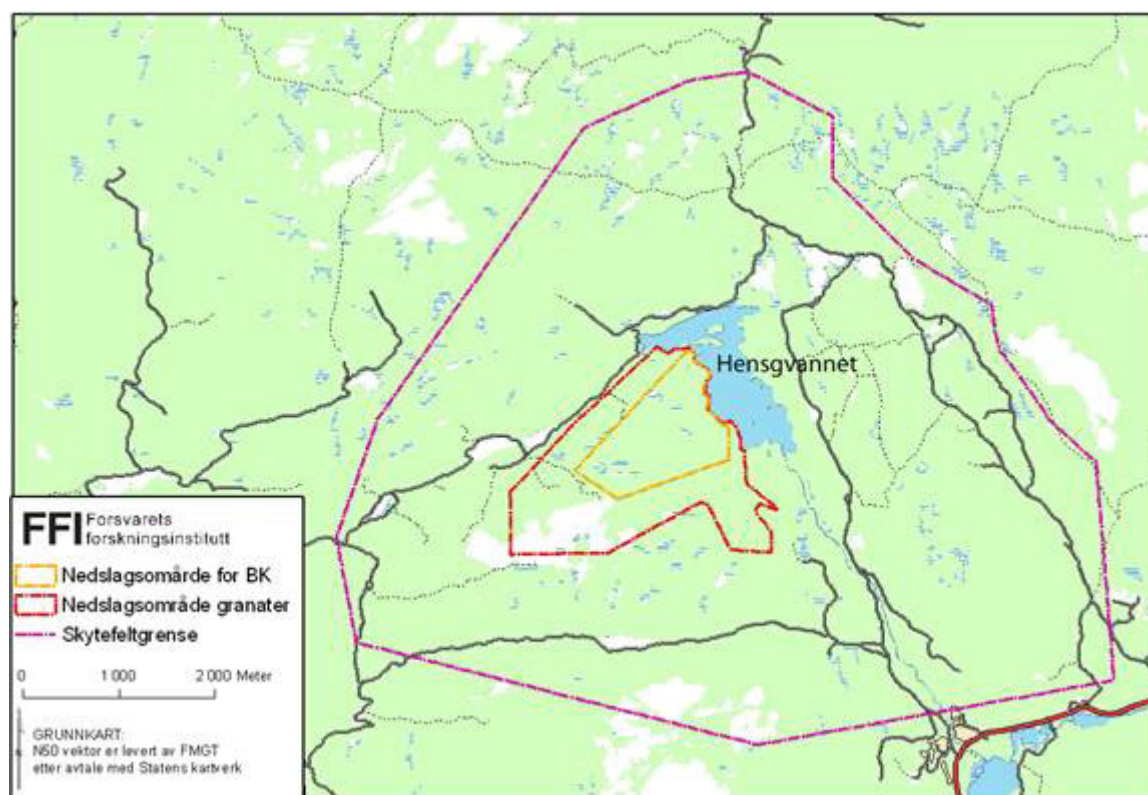 Hensgvannet
FFI Forsvarets
forskningsinstitutt
Nedslagsområrde for BK
Nedslagsområde granater
Skytefeltgrense
0 1 000 2 000 Meter
GRUNNKART:
N50 vektor er levert av FMGT
etter avtale med Statens kartverk